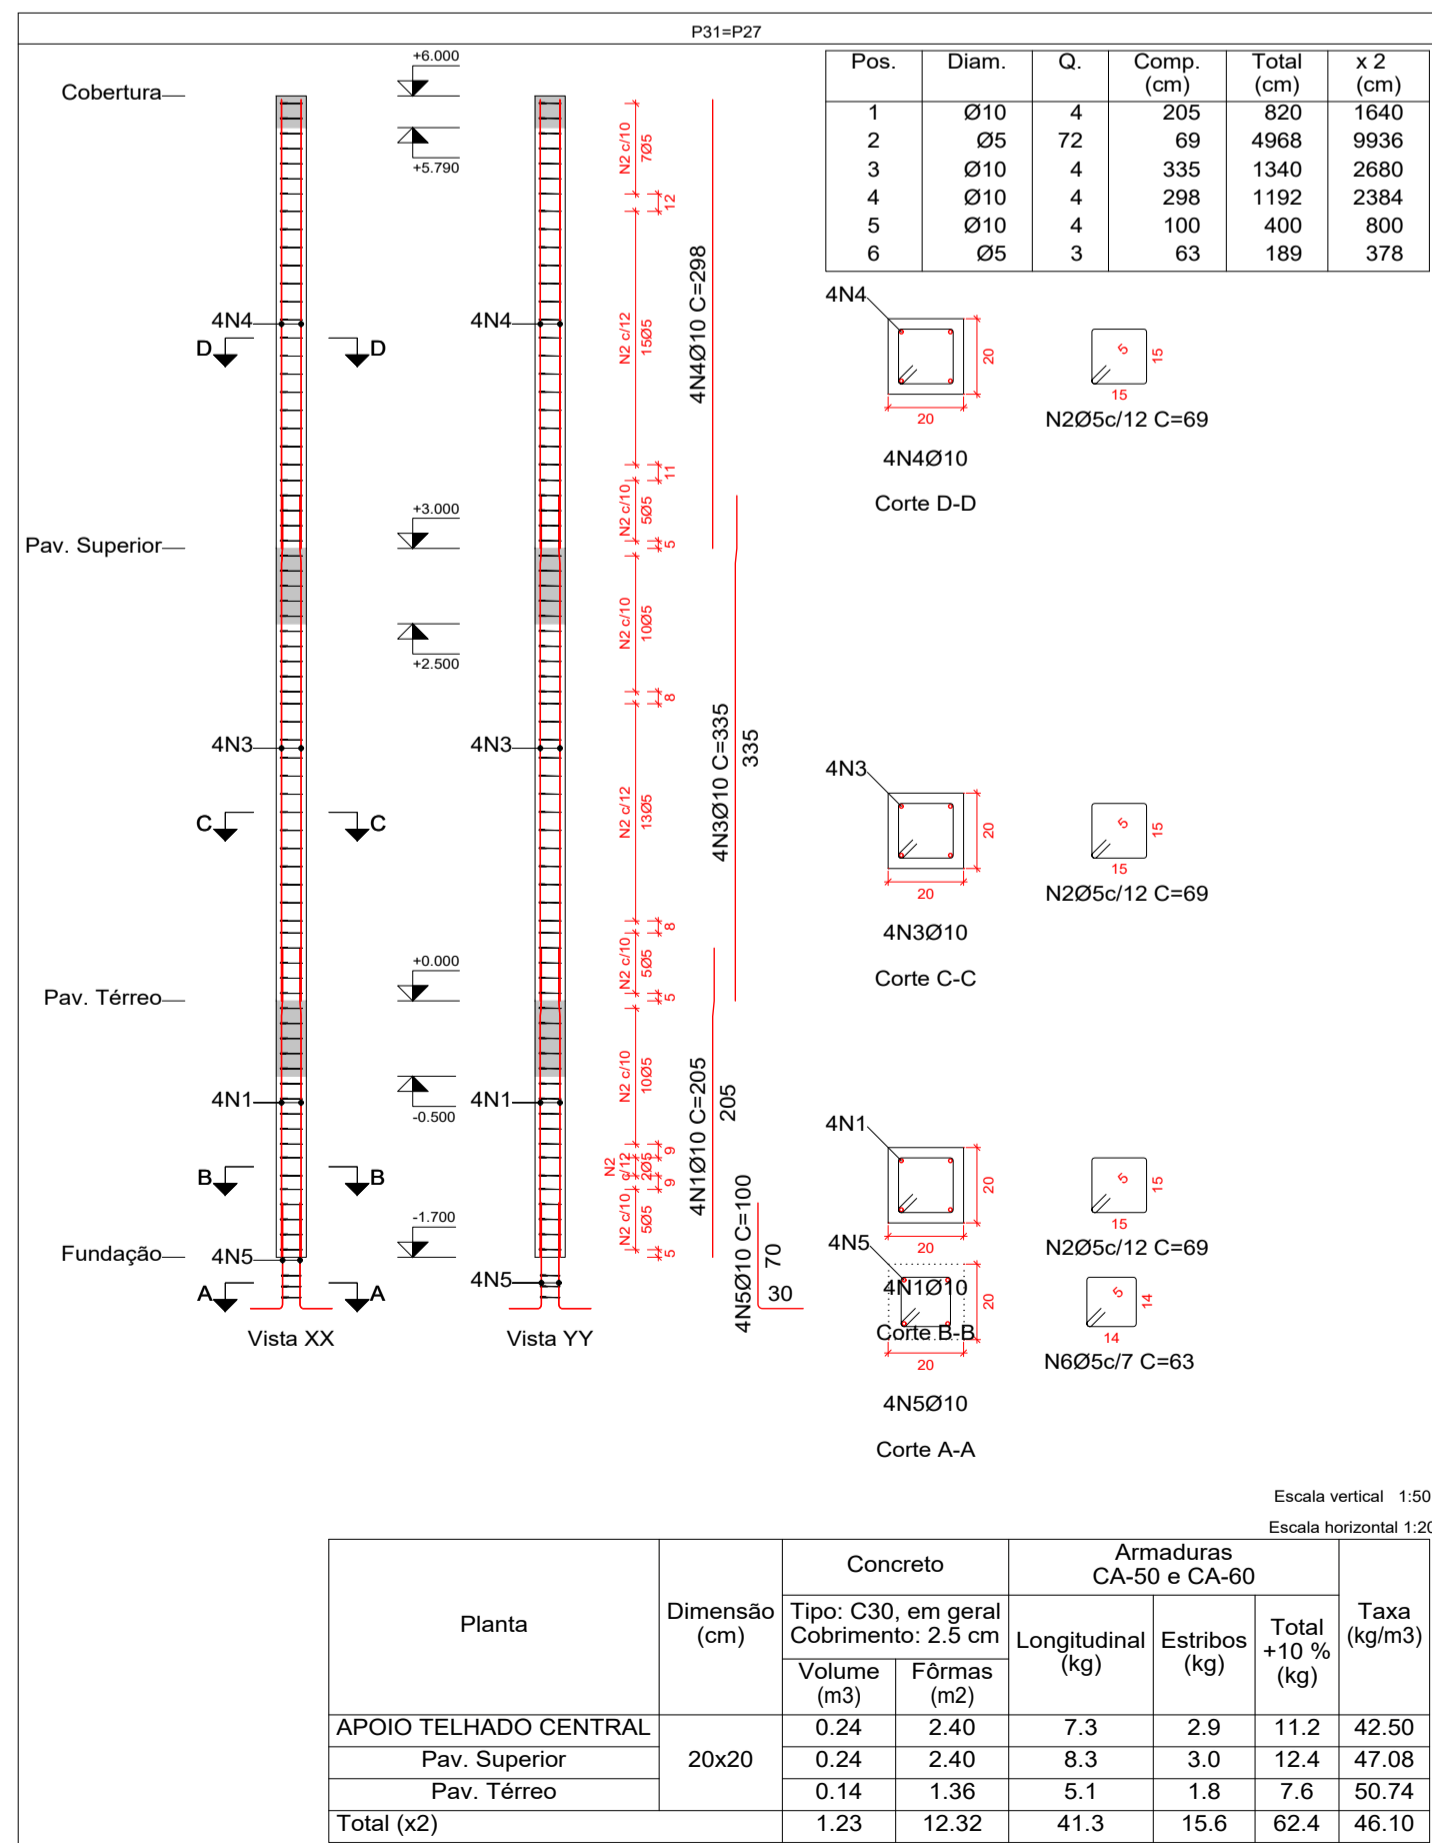 P31=P27
Pos. Diam. Q. Comp. (cm) Total (cm) x 2 (cm)
1 Ø10 4 205 820 1640
2 Ø5 72 69 4968 9936
3 Ø10 4 335 1340 2680
4 Ø10 4 298 1192 2384
5 Ø10 4 100 400 800
6 Ø5 3 63 189 378
Cobertura
+6.000
+5.790
4N4
4N4
D D
Pav. Superior
+3.000
+2.500
4N3
4N3
C C
Pav. Térreo
+0.000
-0.500
4N1
4N1
B B
-1.700
Fundação
4N5
4N5
A A
Vista XX
Vista YY
N2 c/10
7Ø5
12
N2 c/12
15Ø5
11
N2 c/10
5Ø5
5
N2 c/10
10Ø5
8
N2 c/12
13Ø5
8
N2 c/10
5Ø5
5
N2 c/10
10Ø5
9
N2
c/12
2Ø5
9
N2 c/10
5Ø5
5
4N4Ø10 C=298
4N3Ø10 C=335
335
4N1Ø10 C=205
205
4N5Ø10 C=100
70
30
4N4
20
20
4N4Ø10
Corte D-D
5
15
15
N2Ø5c/12 C=69
4N3
20
20
4N3Ø10
Corte C-C
5
15
15
N2Ø5c/12 C=69
4N1
20
20
4N1Ø10
Corte B-B
5
15
15
N2Ø5c/12 C=69
4N5
20
20
4N5Ø10
Corte A-A
5
14
14
N6Ø5c/7 C=63
Escala vertical 1:50
Escala horizontal 1:20
Planta
Dimensão (cm)
Concreto
Tipo: C30, em geral
Cobrimento: 2.5 cm
Volume (m3)
Fôrmas (m2)
Armaduras
CA-50 e CA-60
Longitudinal (kg)
Estribos (kg)
Total +10 % (kg)
Taxa (kg/m3)
APOIO TELHADO CENTRAL 0.24 2.40 7.3 2.9 11.2 42.50
Pav. Superior 20x20 0.24 2.40 8.3 3.0 12.4 47.08
Pav. Térreo 0.14 1.36 5.1 1.8 7.6 50.74
Total (x2) 1.23 12.32 41.3 15.6 62.4 46.10